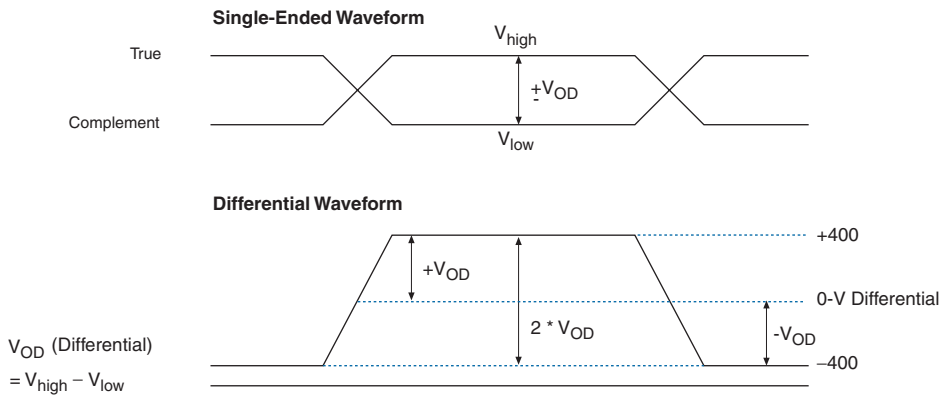 Single-Ended Waveform
V_high
True
±V_OD
Complement
V_low
Differential Waveform
+400
+V_OD
0-V Differential
2 * V_OD
-V_OD
V_OD (Differential)
−400
= V_high − V_low